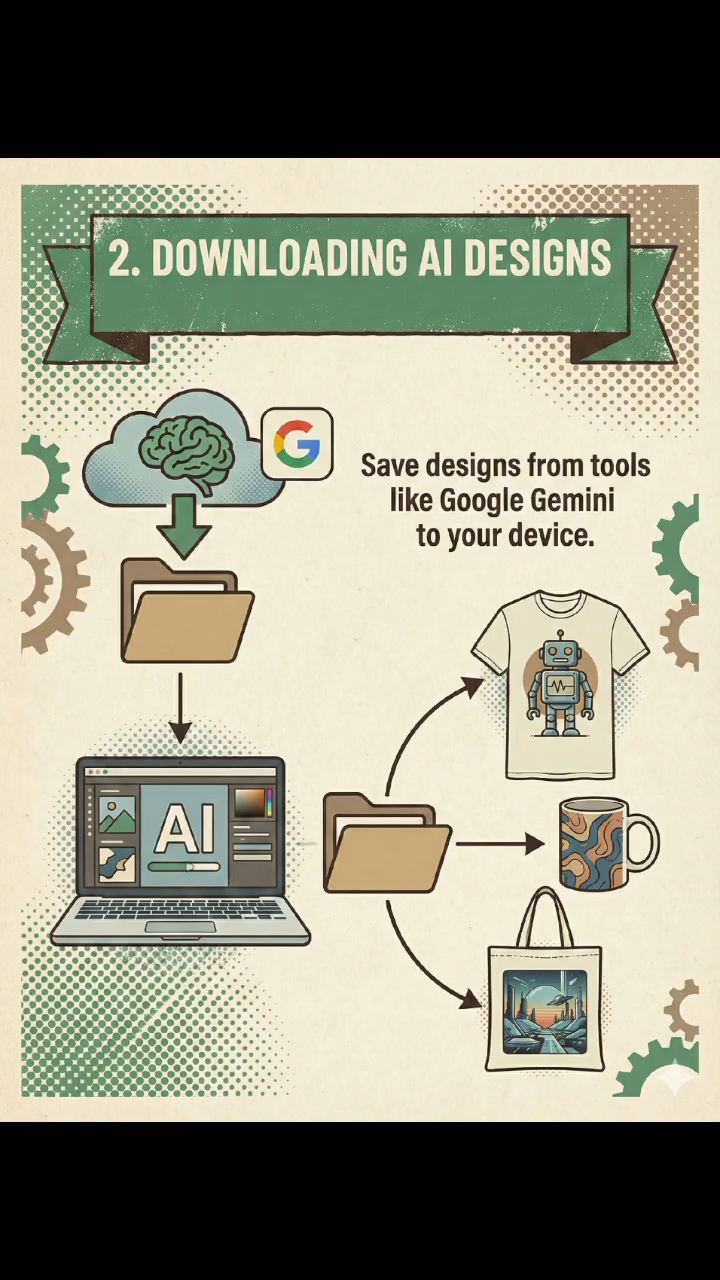 2. DOWNLOADING AI DESIGNS
G
Save designs from tools
like Google Gemini
to your device.
AI